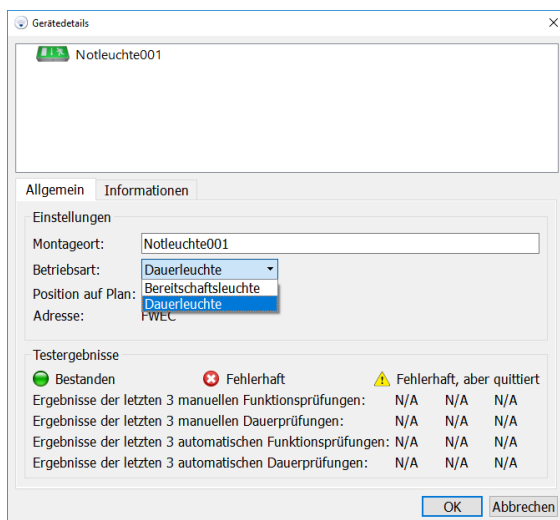 Gerätedetails
Notleuchte001
Allgemein Informationen
Einstellungen
Montageort: Notleuchte001
Betriebsart: Dauerleuchte
Bereitschaftsleuchte
Position auf Plan: Dauerleuchte
Adresse: FWEC
Testergebnisse
Bestanden Fehlerhaft Fehlerhaft, aber quittiert
Ergebnisse der letzten 3 manuellen Funktionsprüfungen: N/A N/A N/A
Ergebnisse der letzten 3 manuellen Dauerprüfungen: N/A N/A N/A
Ergebnisse der letzten 3 automatischen Funktionsprüfungen: N/A N/A N/A
Ergebnisse der letzten 3 automatischen Dauerprüfungen: N/A N/A N/A
OK Abbrechen